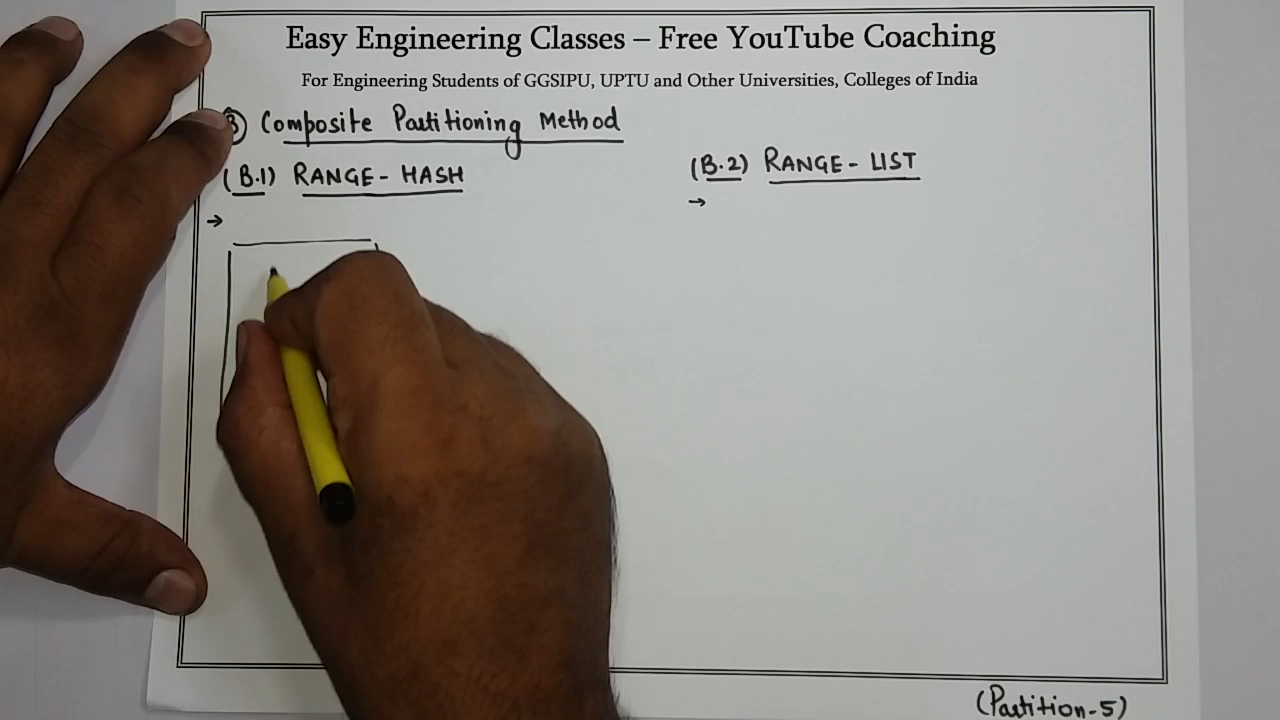 Easy Engineering Classes – Free YouTube Coaching
For Engineering Students of GGSIPU, UPTU and Other Universities, Colleges of India
Composite Partitioning Method
(B.1) RANGE - HASH
(B.2) RANGE - LIST
→
→
(Partition-5)